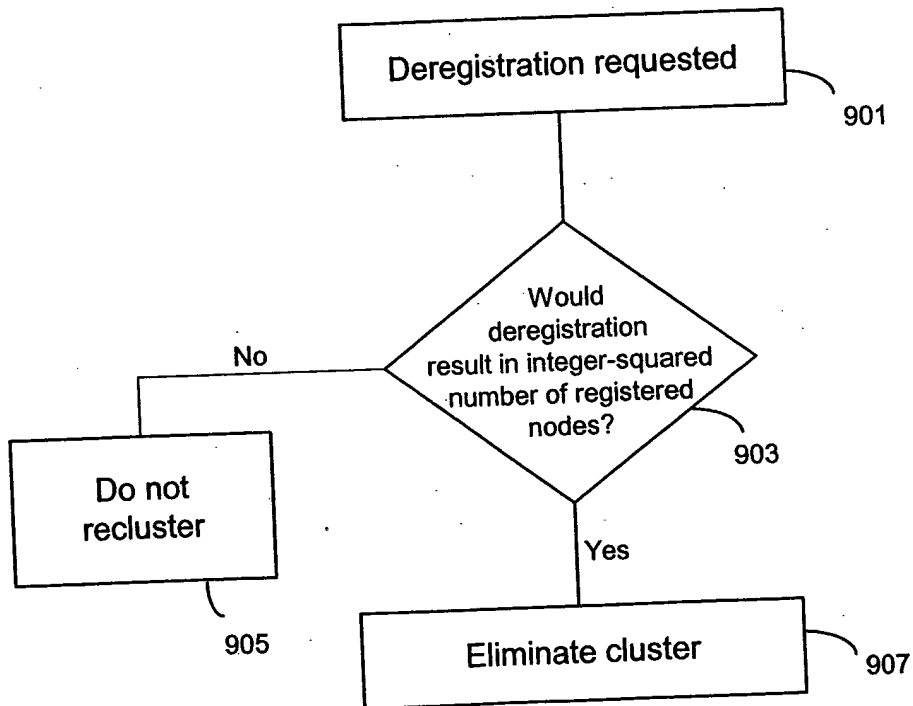 Deregistration requested
901
Would
deregistration
result in integer-squared
number of registered
nodes?
903
No
Do not
recluster
905
Yes
Eliminate cluster
907